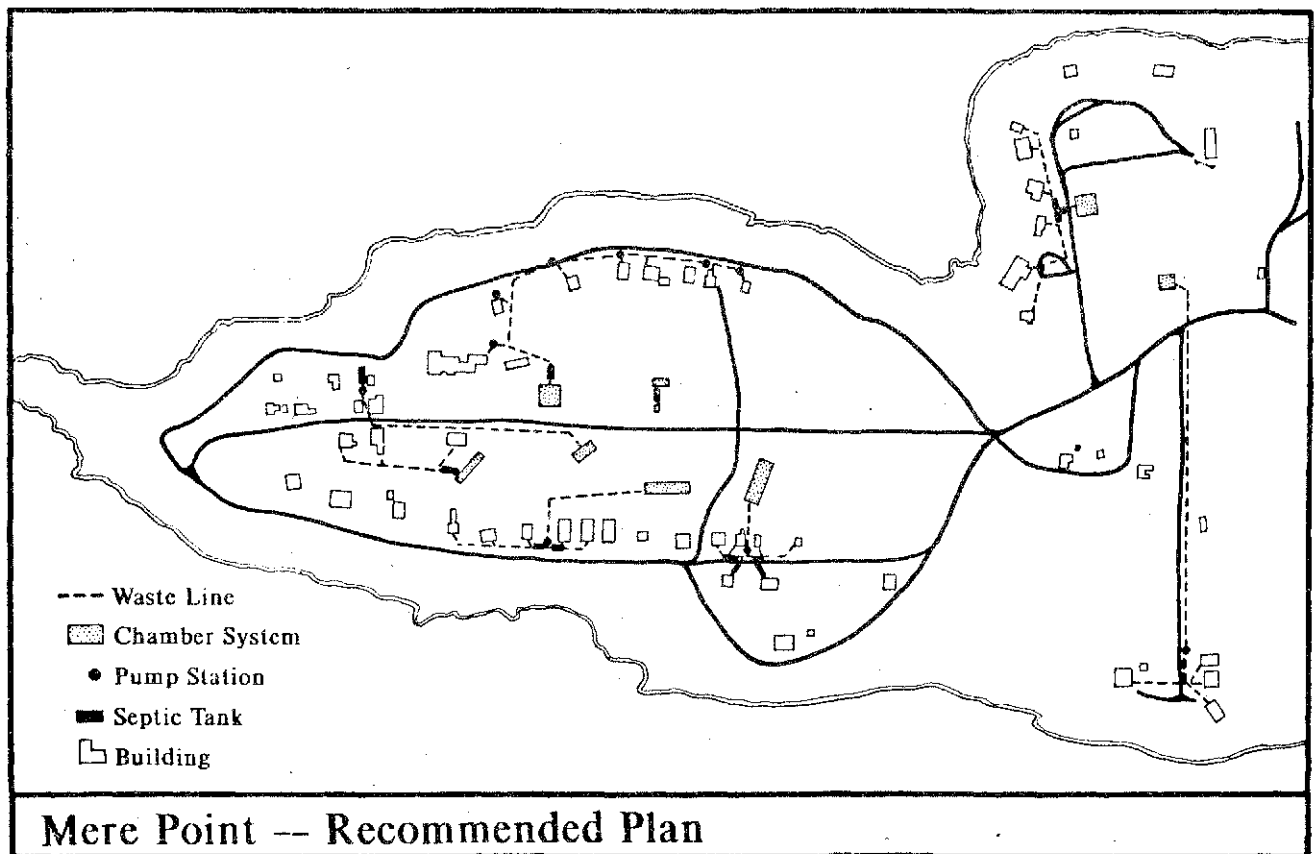 Waste Line
Chamber System
Pump Station
Septic Tank
Building
Mere Point -- Recommended Plan